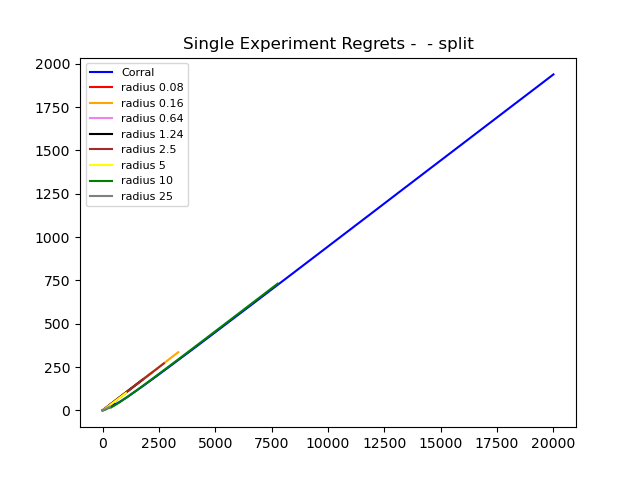 Single Experiment Regrets -  - split
2000
1750
1500
1250
1000
750
500
250
0
Corral
radius 0.08
radius 0.16
radius 0.64
radius 1.24
radius 2.5
radius 5
radius 10
radius 25
0 2500 5000 7500 10000 12500 15000 17500 20000